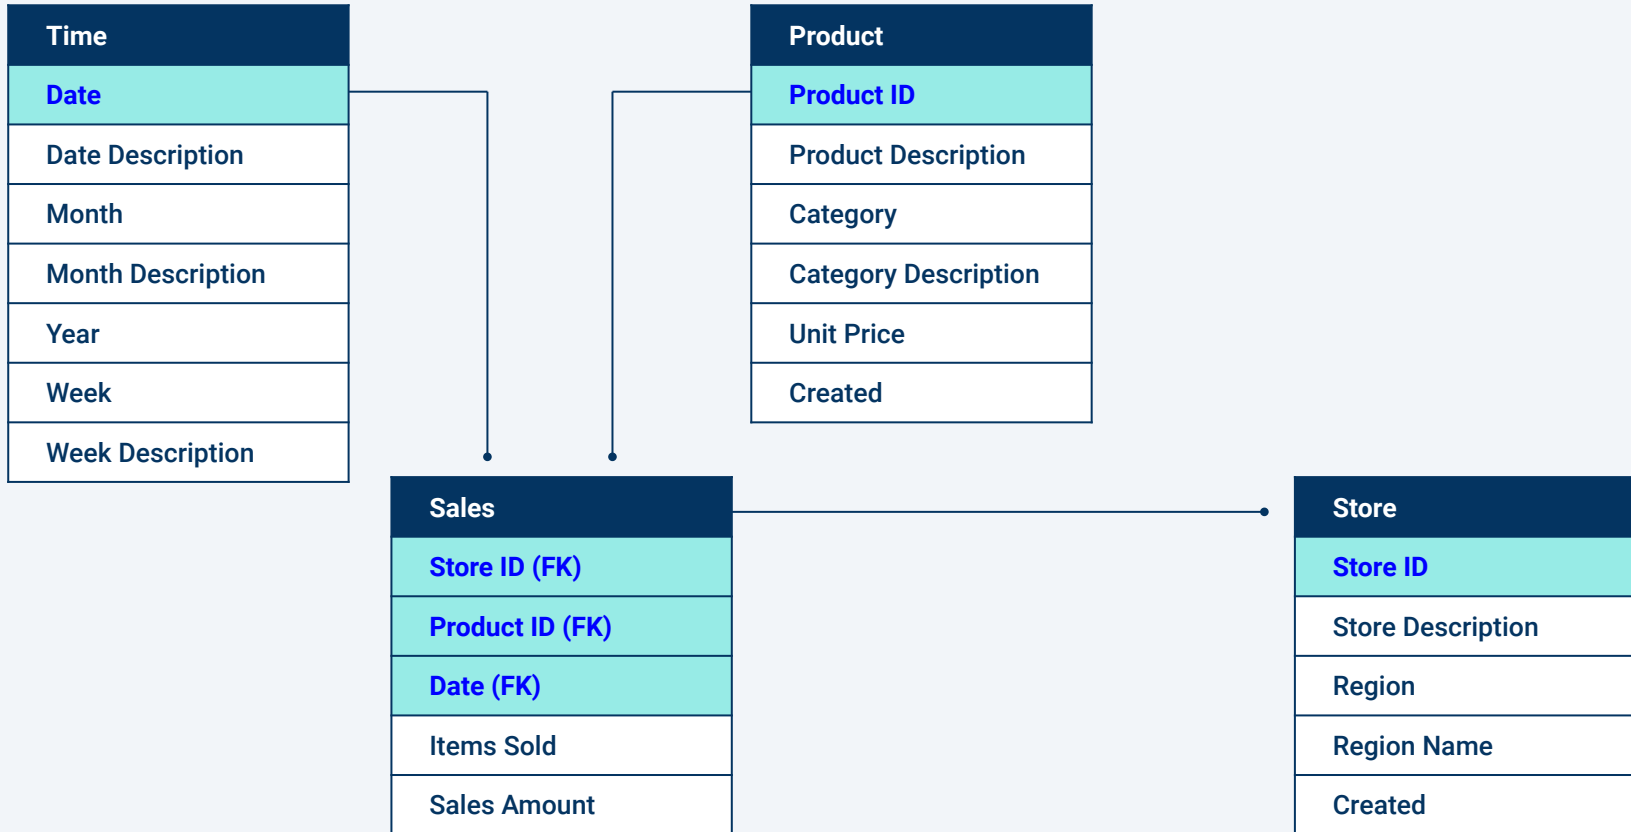 Time
Date
Date Description
Month
Month Description
Year
Week
Week Description
Product
Product ID
Product Description
Category
Category Description
Unit Price
Created
Sales
Store ID (FK)
Product ID (FK)
Date (FK)
Items Sold
Sales Amount
Store
Store ID
Store Description
Region
Region Name
Created